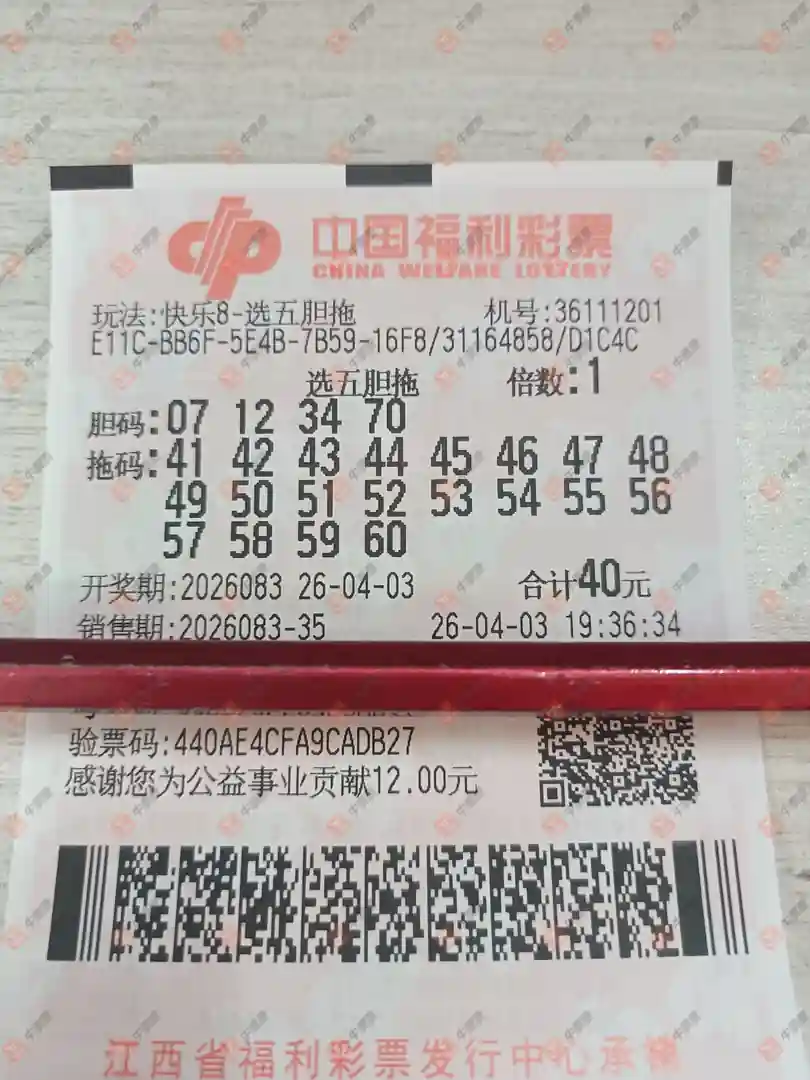 中国福利彩票
CHINA WELFARE LOTTERY
玩法:快乐8-选五胆拖 机号:36111201
E11C-BB6F-5E4B-7B59-16F8/31164858/D1C4C
选五胆拖 倍数:1
胆码:07 12 34 70
拖码:41 42 43 44 45 46 47 48
49 50 51 52 53 54 55 56
57 58 59 60
开奖期:2026083 26-04-03 合计40元
销售期:2026083-35 26-04-03 19:36:34
验票码:440AE4CFA9CADB27
感谢您为公益事业贡献12.00元
江西省福利彩票发行中心承销